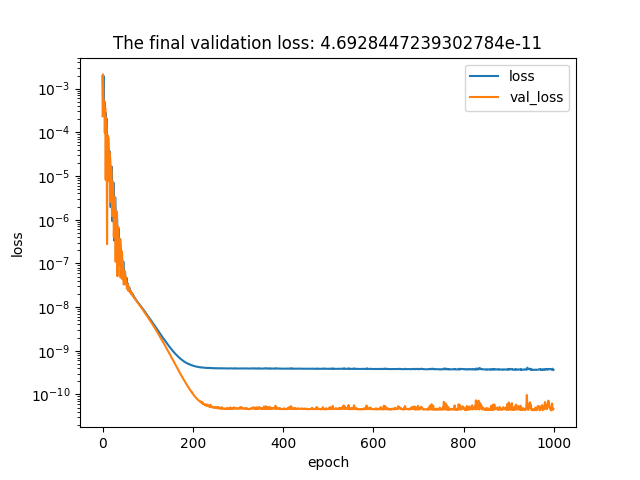 The final validation loss: 4.6928447239302784e-11
loss
val_loss
10⁻³
10⁻⁴
10⁻⁵
10⁻⁶
10⁻⁷
10⁻⁸
10⁻⁹
10⁻¹⁰
loss
0
200
400
600
800
1000
epoch